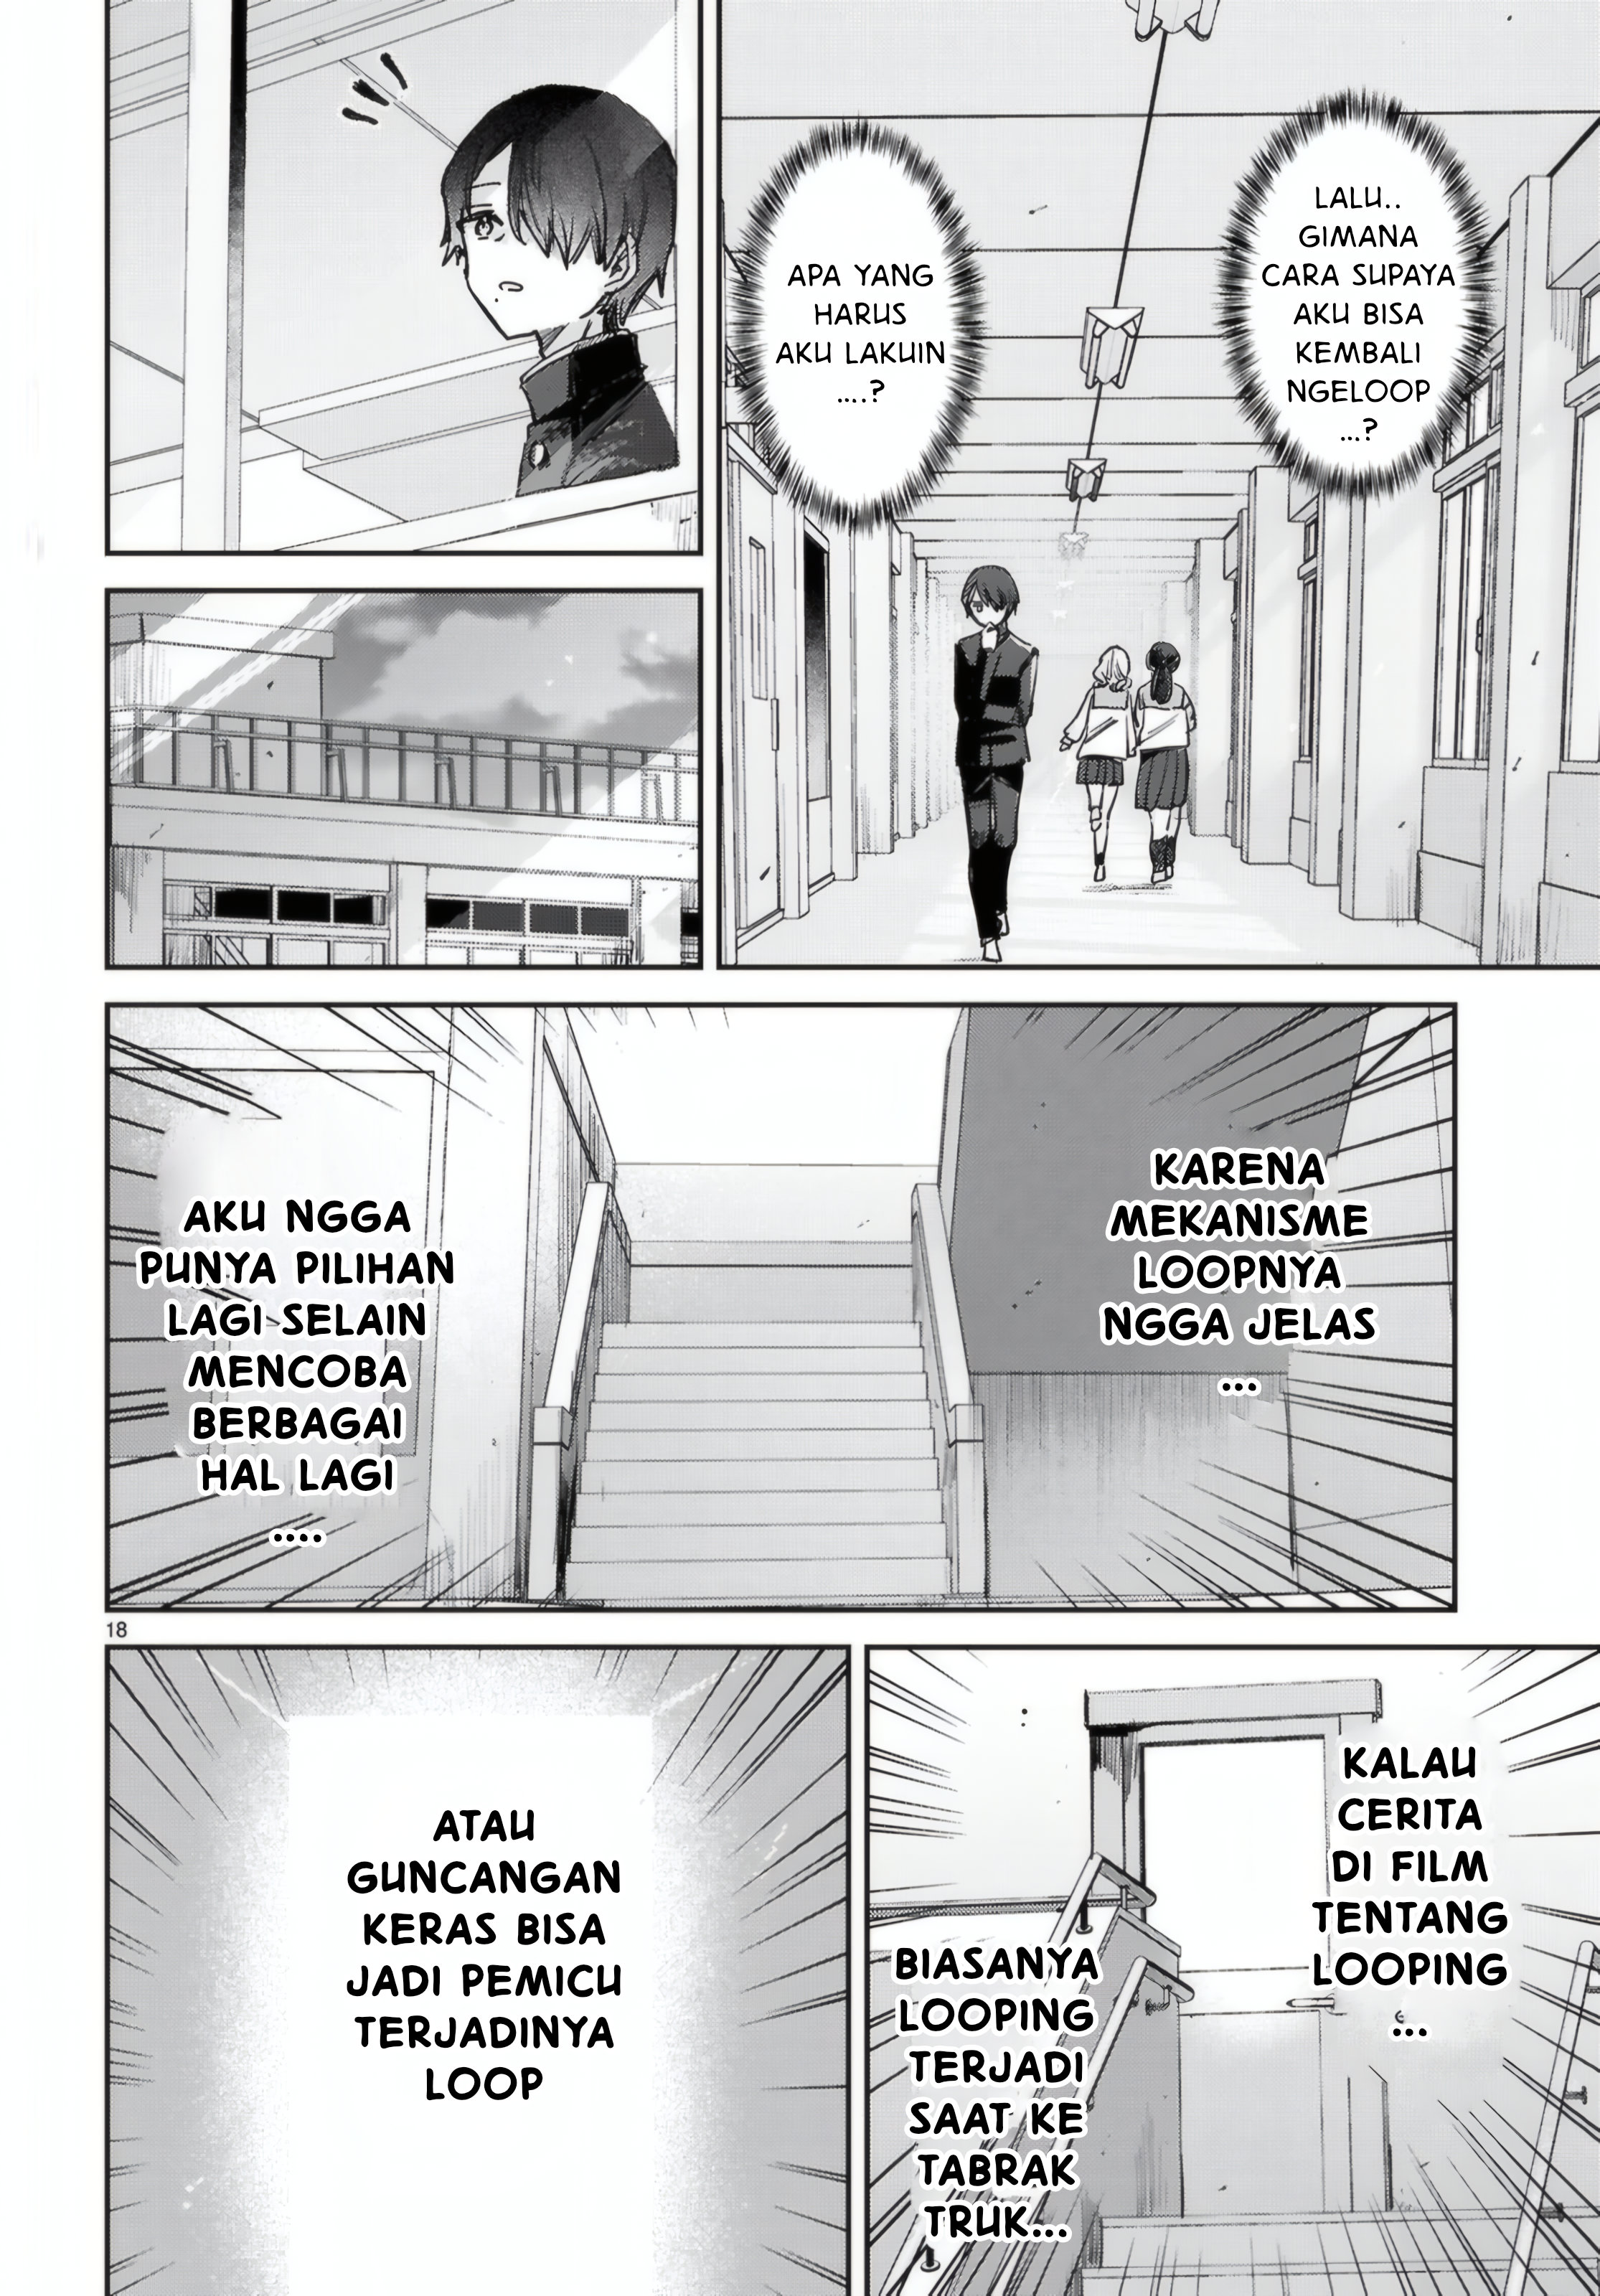 LALU..
GIMANA
CARA SUPAYA
AKU BISA
KEMBALI
NGELOOP
...?
APA YANG
HARUS
AKU LAKUIN
....?
KARENA
MEKANISME
LOOPNYA
NGGA JELAS
...
AKU NGGA
PUNYA PILIHAN
LAGI SELAIN
MENCOBA
BERBAGAI
HAL LAGI
....
18
KALAU
CERITA
DI FILM
TENTANG
LOOPING
...
BIASANYA
LOOPING
TERJADI
SAAT KE
TABRAK
TRUK...
ATAU
GUNCANGAN
KERAS BISA
JADI PEMICU
TERJADINYA
LOOP